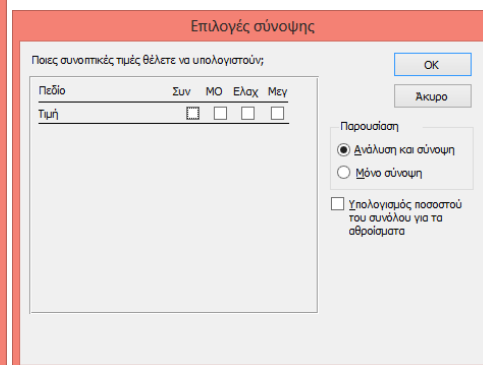 Επιλογές σύνοψης
Ποιες συνοπτικές τιμές θέλετε να υπολογιστούν;
Πεδίο Συν ΜΟ Ελαχ Μεγ
Τιμή
OK
Άκυρο
Παρουσίαση
Ανάλυση και σύνοψη
Μόνο σύνοψη
Υπολογισμός ποσοστού
του συνόλου για τα
αθροίσματα